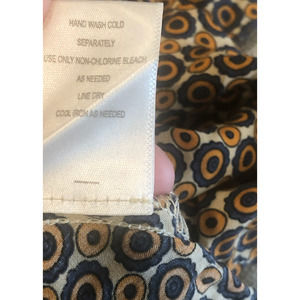 HAND WASH COLD
SEPARATELY
USE ONLY NON-CHLORINE BLEACH
AS NEEDED
LINE DRY
COOL IRON AS NEEDED